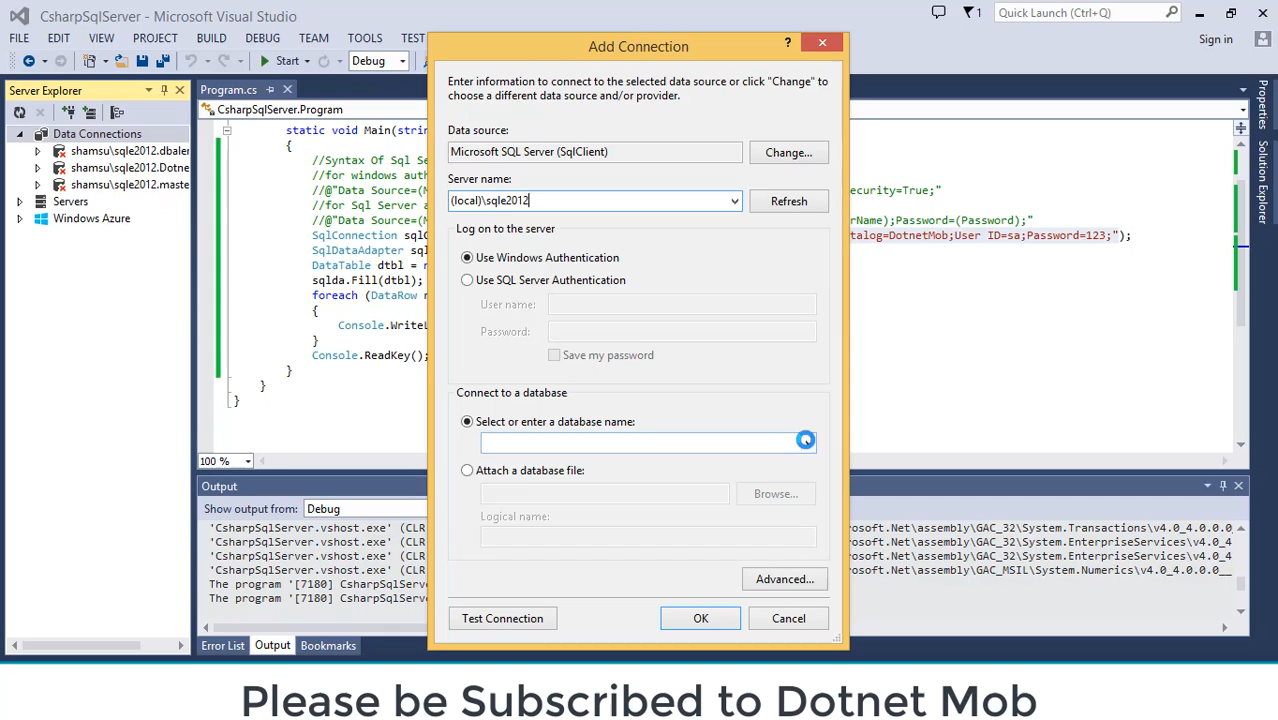 CsharpSqlServer - Microsoft Visual Studio
1
Quick Launch (Ctrl+Q)
FILE EDIT VIEW PROJECT BUILD DEBUG TEAM TOOLS TEST
Sign in
Start
Debug
Server Explorer
Data Connections
shamsu\sqle2012.dbaler
shamsu\sqle2012.Dotne
shamsu\sqle2012.maste
Servers
Windows Azure
Program.cs
CsharpSqlServer.Program
static void Main(strin
{
//Syntax Of Sql Se
//for windows auth
//@"Data Source=(M
ecurity=True;"
//for Sql Server a
//@"Data Source=(M
erName);Password=(Password);"
SqlConnection sqlC
talog=DotnetMob;User ID=sa;Password=123;");
SqlDataAdapter sql
DataTable dtbl = n
sqlda.Fill(dtbl);
foreach (DataRow r
{
Console.WriteL
}
Console.ReadKey();
}
}
}
100 %
Output
Show output from: Debug
'CsharpSqlServer.vshost.exe' (CLR
rosoft.Net\assembly\GAC_32\System.Transactions\v4.0_4.0.0.0
'CsharpSqlServer.vshost.exe' (CLR
rosoft.Net\assembly\GAC_32\System.EnterpriseServices\v4.0_4
'CsharpSqlServer.vshost.exe' (CLR
rosoft.Net\assembly\GAC_32\System.EnterpriseServices\v4.0_4
'CsharpSqlServer.vshost.exe' (CLR
rosoft.Net\assembly\GAC_MSIL\System.Numerics\v4.0_4.0.0.0__
The program '[7180] CsharpSqlServ
The program '[7180] CsharpSqlServ
Error List Output Bookmarks
Properties
Solution Explorer
Add Connection
?
Enter information to connect to the selected data source or click "Change" to
choose a different data source and/or provider.
Data source:
Microsoft SQL Server (SqlClient)
Change...
Server name:
(local)\sqle2012
Refresh
Log on to the server
Use Windows Authentication
Use SQL Server Authentication
User name:
Password:
Save my password
Connect to a database
Select or enter a database name:
Attach a database file:
Browse...
Logical name:
Advanced...
Test Connection
OK
Cancel
Please be Subscribed to Dotnet Mob